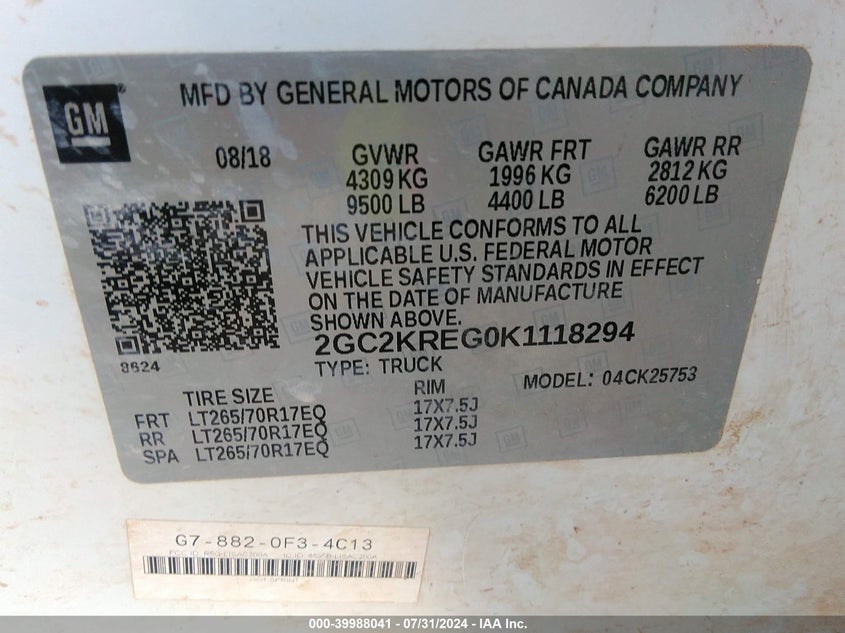 GM
MFD BY GENERAL MOTORS OF CANADA COMPANY
08/18 GVWR GAWR FRT GAWR RR
4309 KG 1996 KG 2812 KG
9500 LB 4400 LB 6200 LB
THIS VEHICLE CONFORMS TO ALL
APPLICABLE U.S. FEDERAL MOTOR
VEHICLE SAFETY STANDARDS IN EFFECT
ON THE DATE OF MANUFACTURE
SHOWN ABOVE.
2GC2KREG0K1118294
8624 TYPE: TRUCK MODEL: 04CK25753
TIRE SIZE RIM
FRT LT265/70R17EQ 17X7.5J
RR LT265/70R17EQ 17X7.5J
SPA LT265/70R17EQ 17X7.5J
G7-882-0F3-4C13
FCC ID:
000-39988041 / 07/31/2024 - IAA Inc.